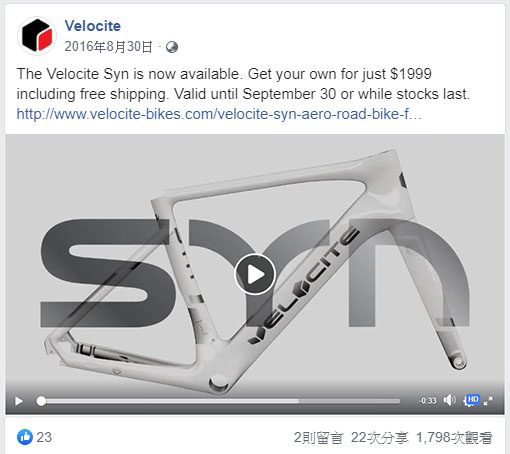 Velocite
2016年8月30日 ·
The Velocite Syn is now available. Get your own for just $1999
including free shipping. Valid until September 30 or while stocks last.
http://www.velocite-bikes.com/velocite-syn-aero-road-bike-f…
syn
VELOCITE
-0:33 HD
23 2則留言 22次分享 1,798次觀看